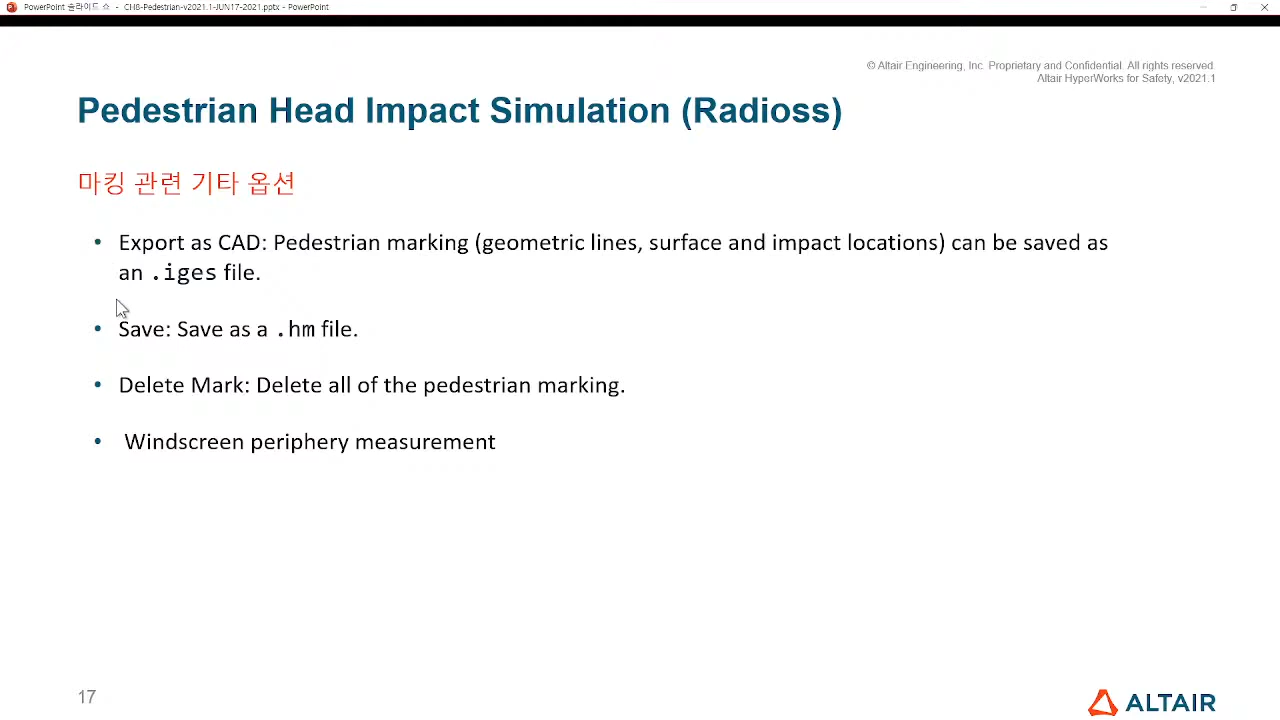 PowerPoint 슬라이드 쇼 - CH8-Pedestrian-v2021.1-JUN17-2021.pptx - PowerPoint
© Altair Engineering, Inc. Proprietary and Confidential. All rights reserved.
Altair HyperWorks for Safety, v2021.1
Pedestrian Head Impact Simulation (Radioss)
마킹 관련 기타 옵션
• Export as CAD: Pedestrian marking (geometric lines, surface and impact locations) can be saved as
an .iges file.
• Save: Save as a .hm file.
• Delete Mark: Delete all of the pedestrian marking.
• Windscreen periphery measurement
17
ALTAIR